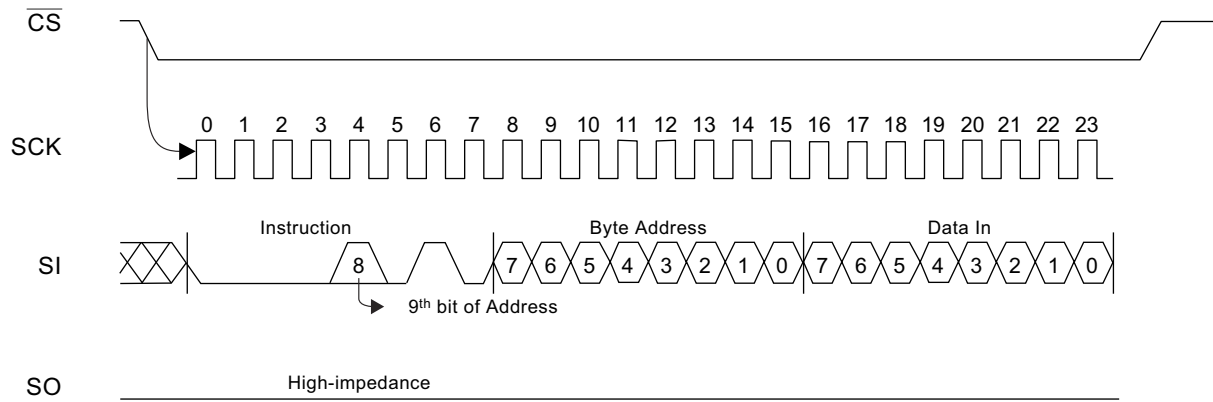 CS
SCK
0 1 2 3 4 5 6 7 8 9 10 11 12 13 14 15 16 17 18 19 20 21 22 23
Instruction Byte Address Data In
SI
8 7 6 5 4 3 2 1 0 7 6 5 4 3 2 1 0
9th bit of Address
High-impedance
SO